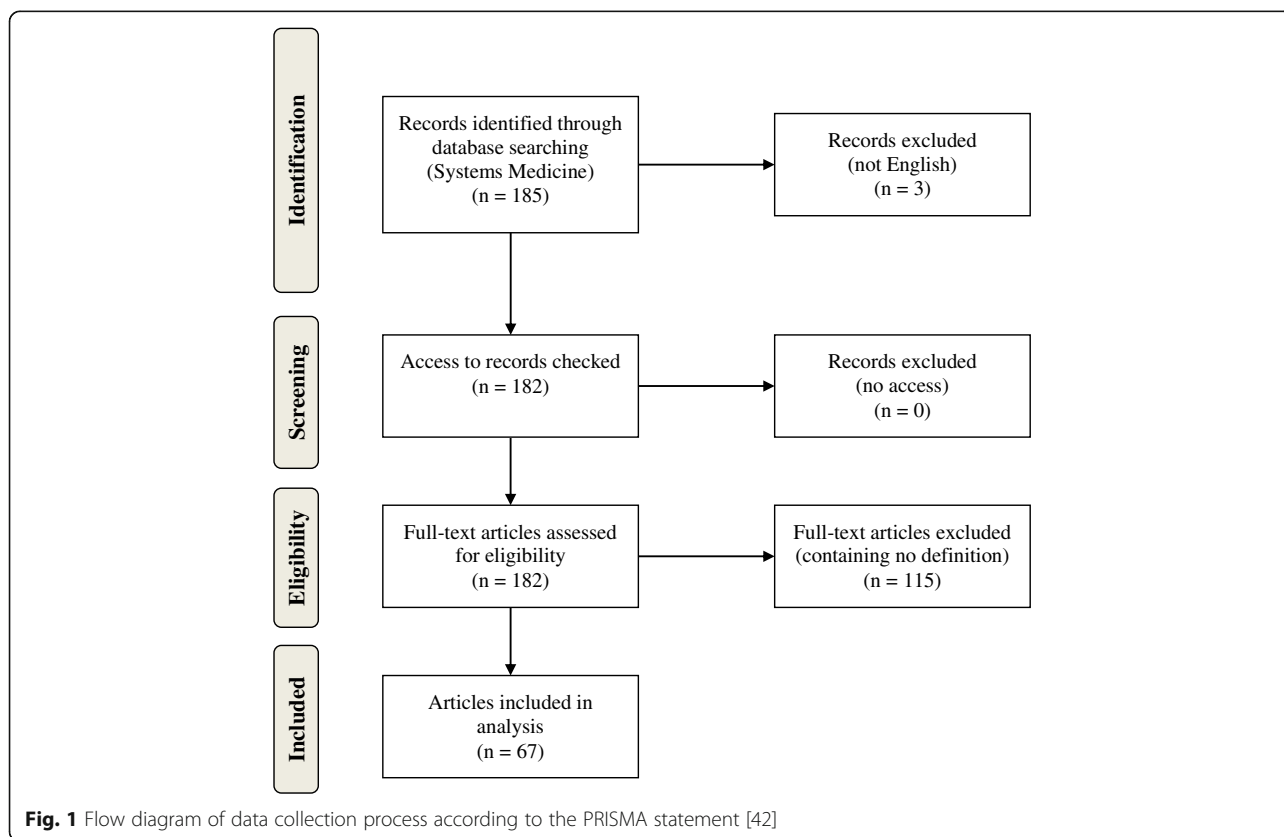 Identification
Records identified through
database searching
(Systems Medicine)
(n = 185)
Records excluded
(not English)
(n = 3)
Screening
Access to records checked
(n = 182)
Records excluded
(no access)
(n = 0)
Eligibility
Full-text articles assessed
for eligibility
(n = 182)
Full-text articles excluded
(containing no definition)
(n = 115)
Included
Articles included in
analysis
(n = 67)
Fig. 1 Flow diagram of data collection process according to the PRISMA statement [42]